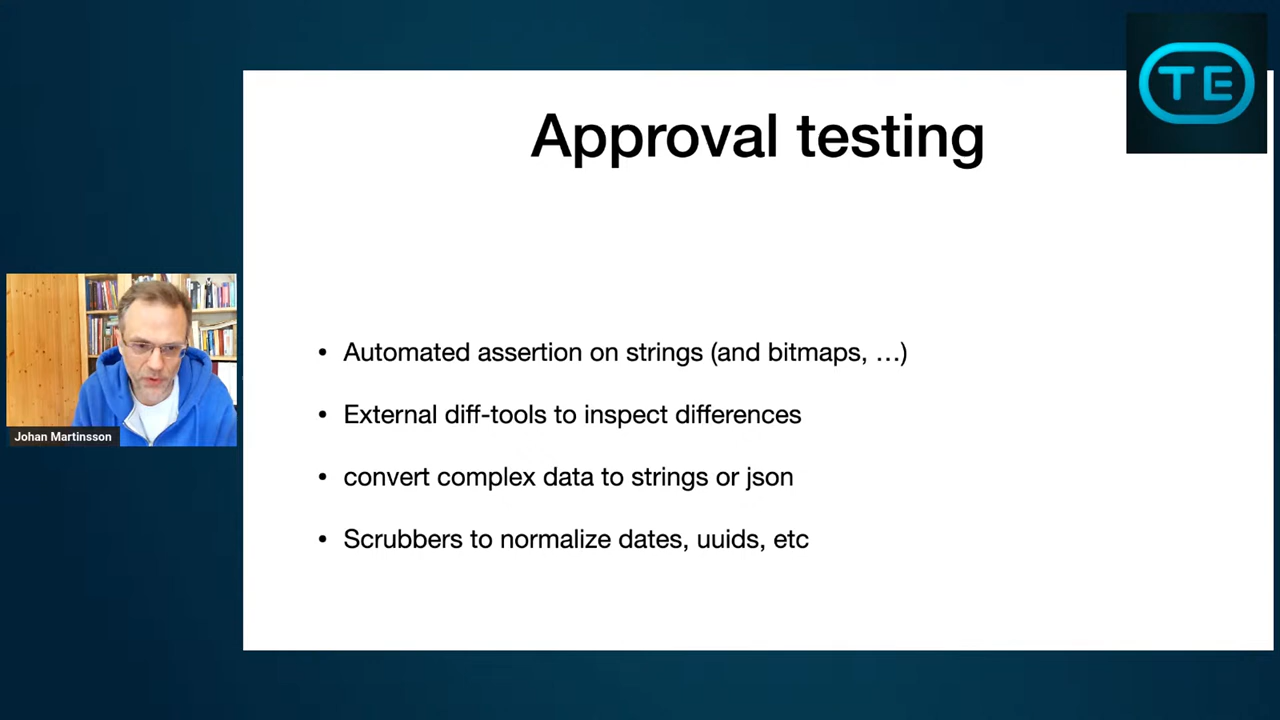 TE
Approval testing
• Automated assertion on strings (and bitmaps, …)
• External diff-tools to inspect differences
• convert complex data to strings or json
• Scrubbers to normalize dates, uuids, etc
Johan Martinsson